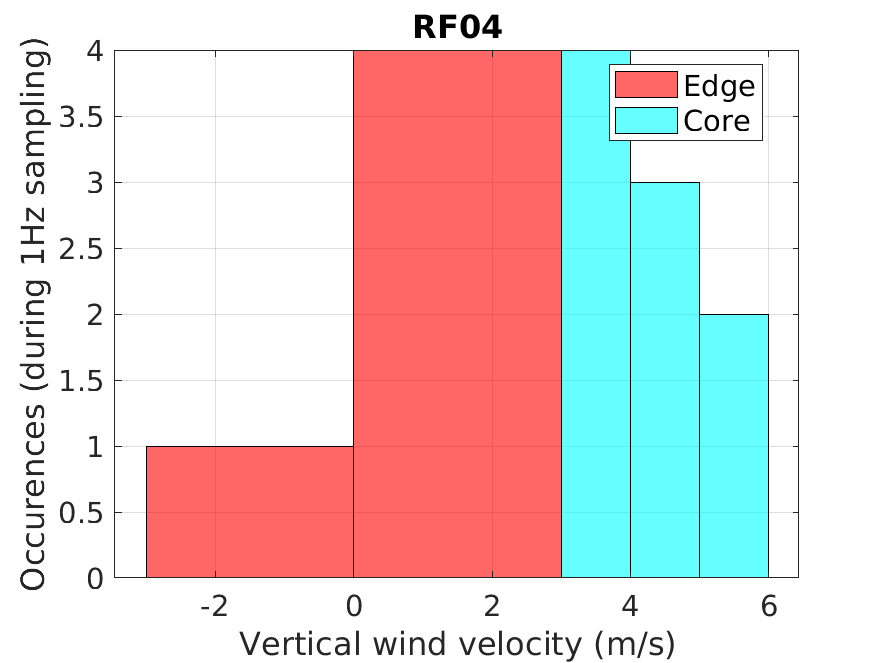 RF04
Occurences (during 1Hz sampling)
4
3.5
3
2.5
2
1.5
1
0.5
0
Edge
Core
-2
0
2
4
6
Vertical wind velocity (m/s)